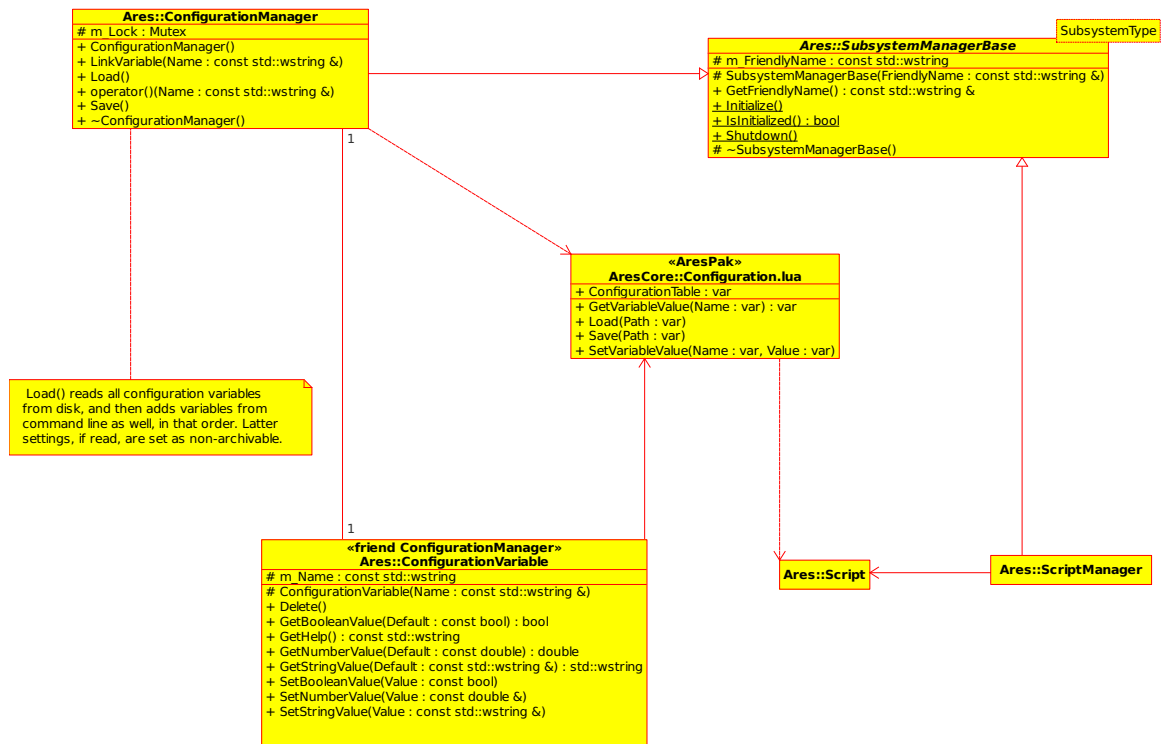 Ares::ConfigurationManager
# m_Lock : Mutex
+ ConfigurationManager()
+ LinkVariable(Name : const std::wstring &)
+ Load()
+ operator()(Name : const std::wstring &)
+ Save()
+ ~ConfigurationManager()
SubsystemType
Ares::SubsystemManagerBase
# m_FriendlyName : const std::wstring
# SubsystemManagerBase(FriendlyName : const std::wstring &)
+ GetFriendlyName() : const std::wstring &
+ Initialize()
+ IsInitialized() : bool
+ Shutdown()
# ~SubsystemManagerBase()
1
«AresPak»
AresCore::Configuration.lua
+ ConfigurationTable : var
+ GetVariableValue(Name : var) : var
+ Load(Path : var)
+ Save(Path : var)
+ SetVariableValue(Name : var, Value : var)
Load() reads all configuration variables
from disk, and then adds variables from
command line as well, in that order. Latter
settings, if read, are set as non-archivable.
1
«friend ConfigurationManager»
Ares::ConfigurationVariable
# m_Name : const std::wstring
# ConfigurationVariable(Name : const std::wstring &)
+ Delete()
+ GetBooleanValue(Default : const bool) : bool
+ GetHelp() : const std::wstring
+ GetNumberValue(Default : const double) : double
+ GetStringValue(Default : const std::wstring &) : std::wstring
+ SetBooleanValue(Value : const bool)
+ SetNumberValue(Value : const double &)
+ SetStringValue(Value : const std::wstring &)
Ares::Script
Ares::ScriptManager